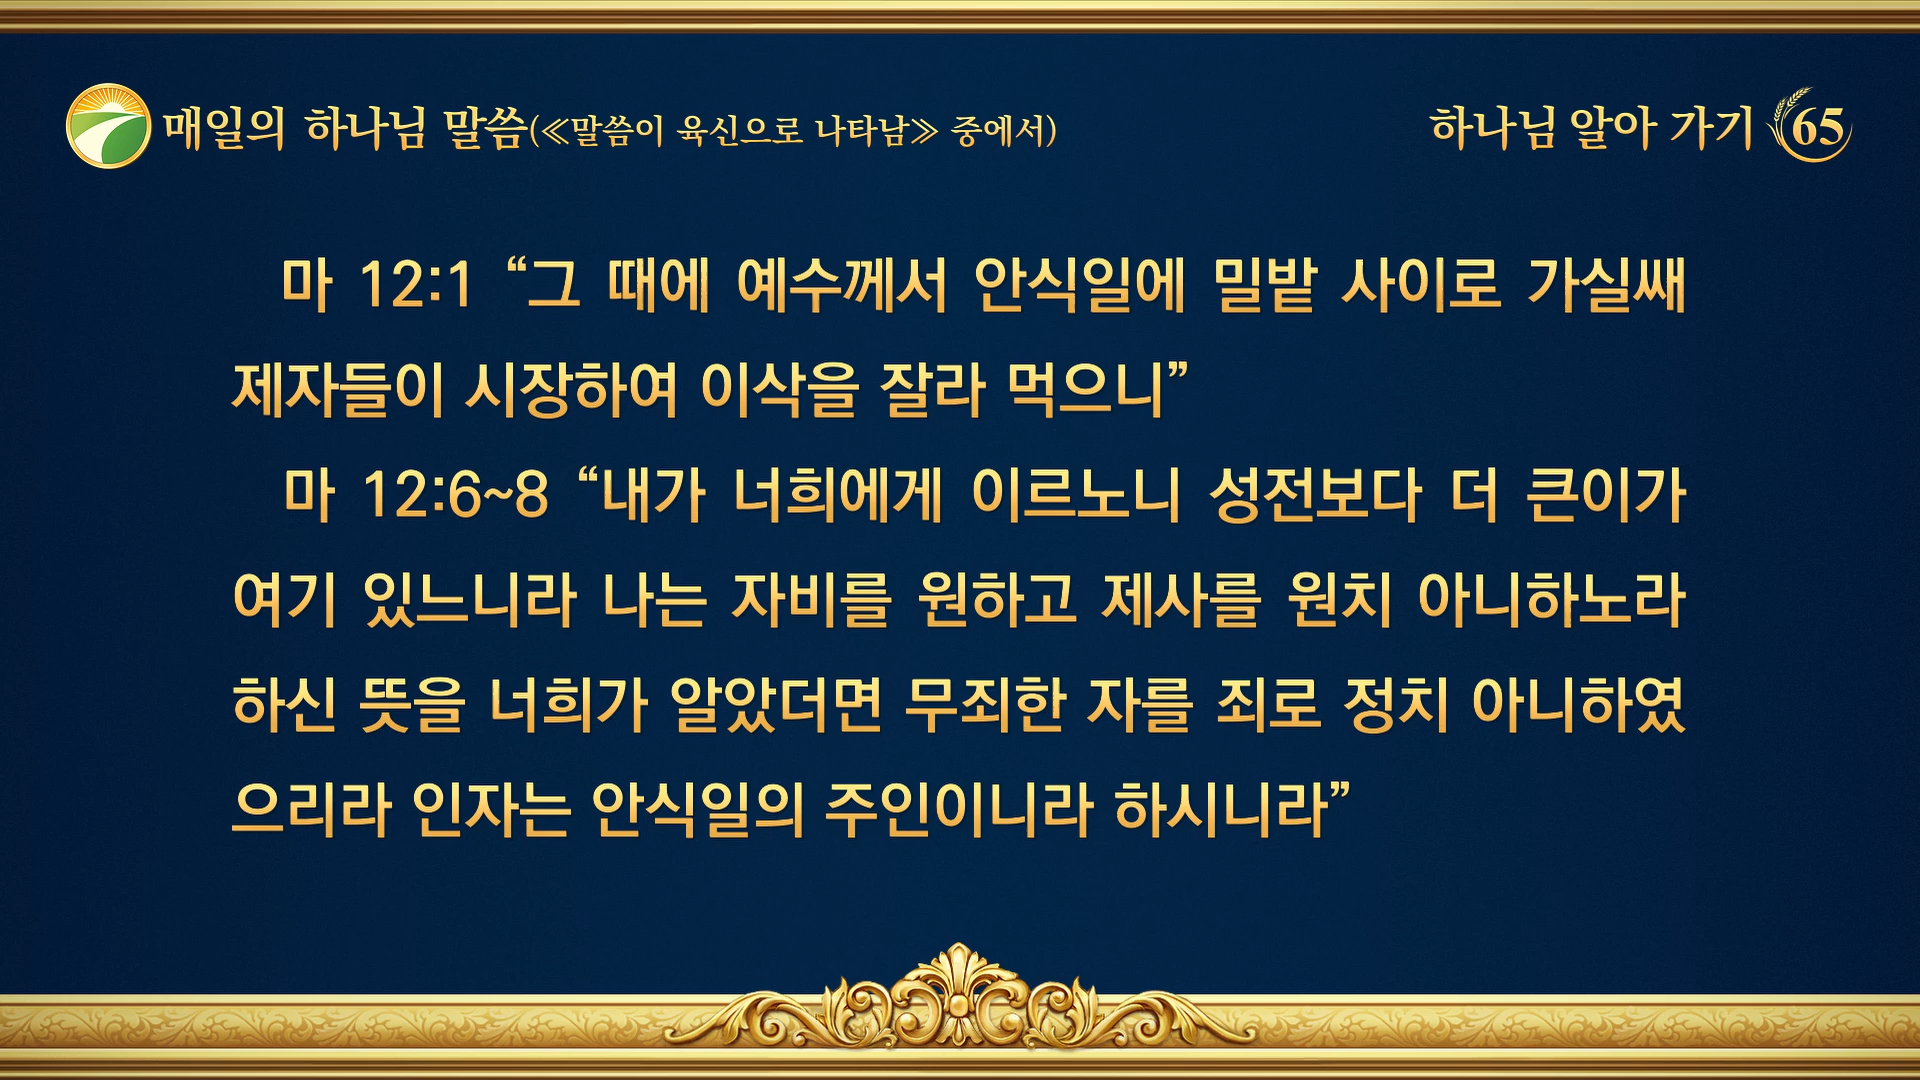 매일의 하나님 말씀(≪말씀이 육신으로 나타남≫ 중에서)
하나님 알아 가기 65
마 12:1 “그 때에 예수께서 안식일에 밀밭 사이로 가실쌔
제자들이 시장하여 이삭을 잘라 먹으니”
마 12:6~8 “내가 너희에게 이르노니 성전보다 더 큰이가
여기 있느니라 나는 자비를 원하고 제사를 원치 아니하노라
하신 뜻을 너희가 알았더면 무죄한 자를 죄로 정치 아니하였
으리라 인자는 안식일의 주인이니라 하시니라”